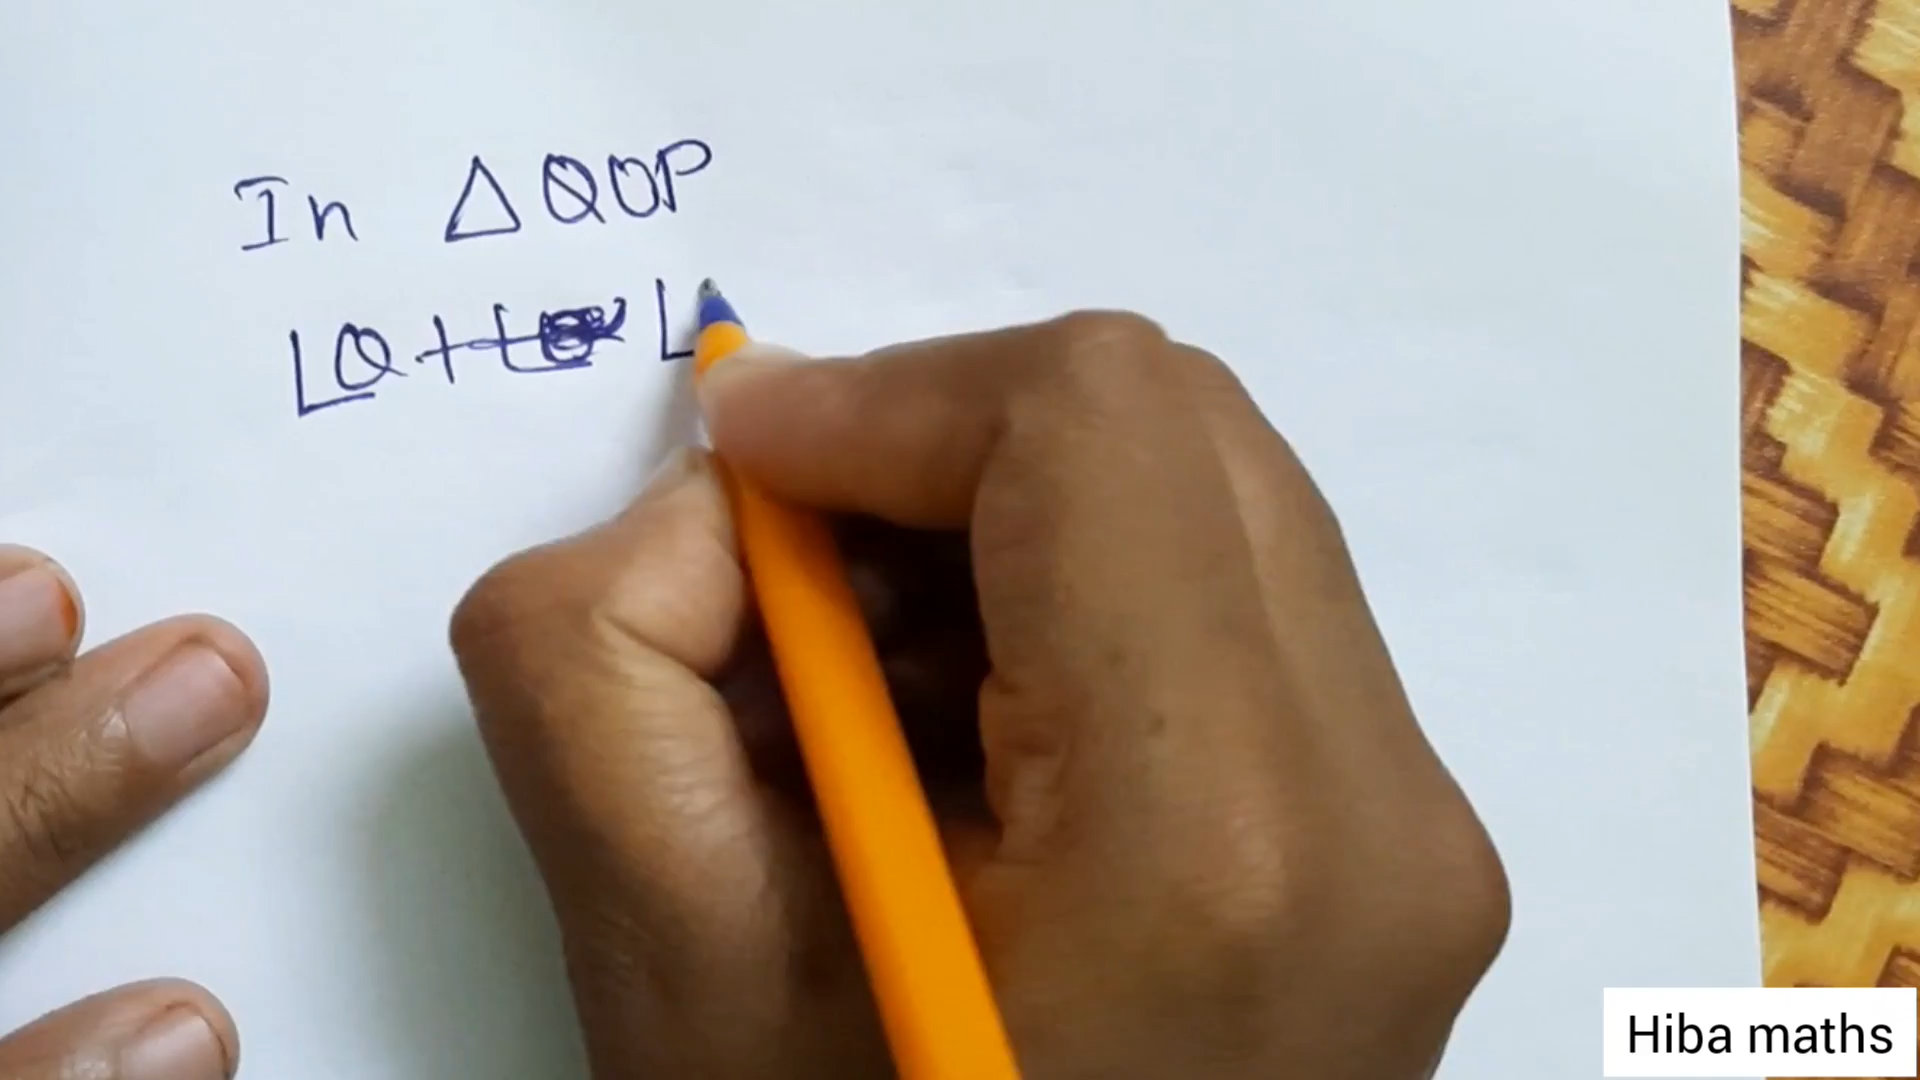 In △QOP
∠Q + ∠
Hiba maths